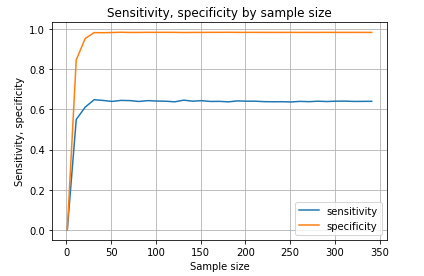 Sensitivity, specificity by sample size
Sensitivity, specificity
1.0
0.8
0.6
0.4
0.2
0.0
0 50 100 150 200 250 300 350
Sample size
sensitivity
specificity